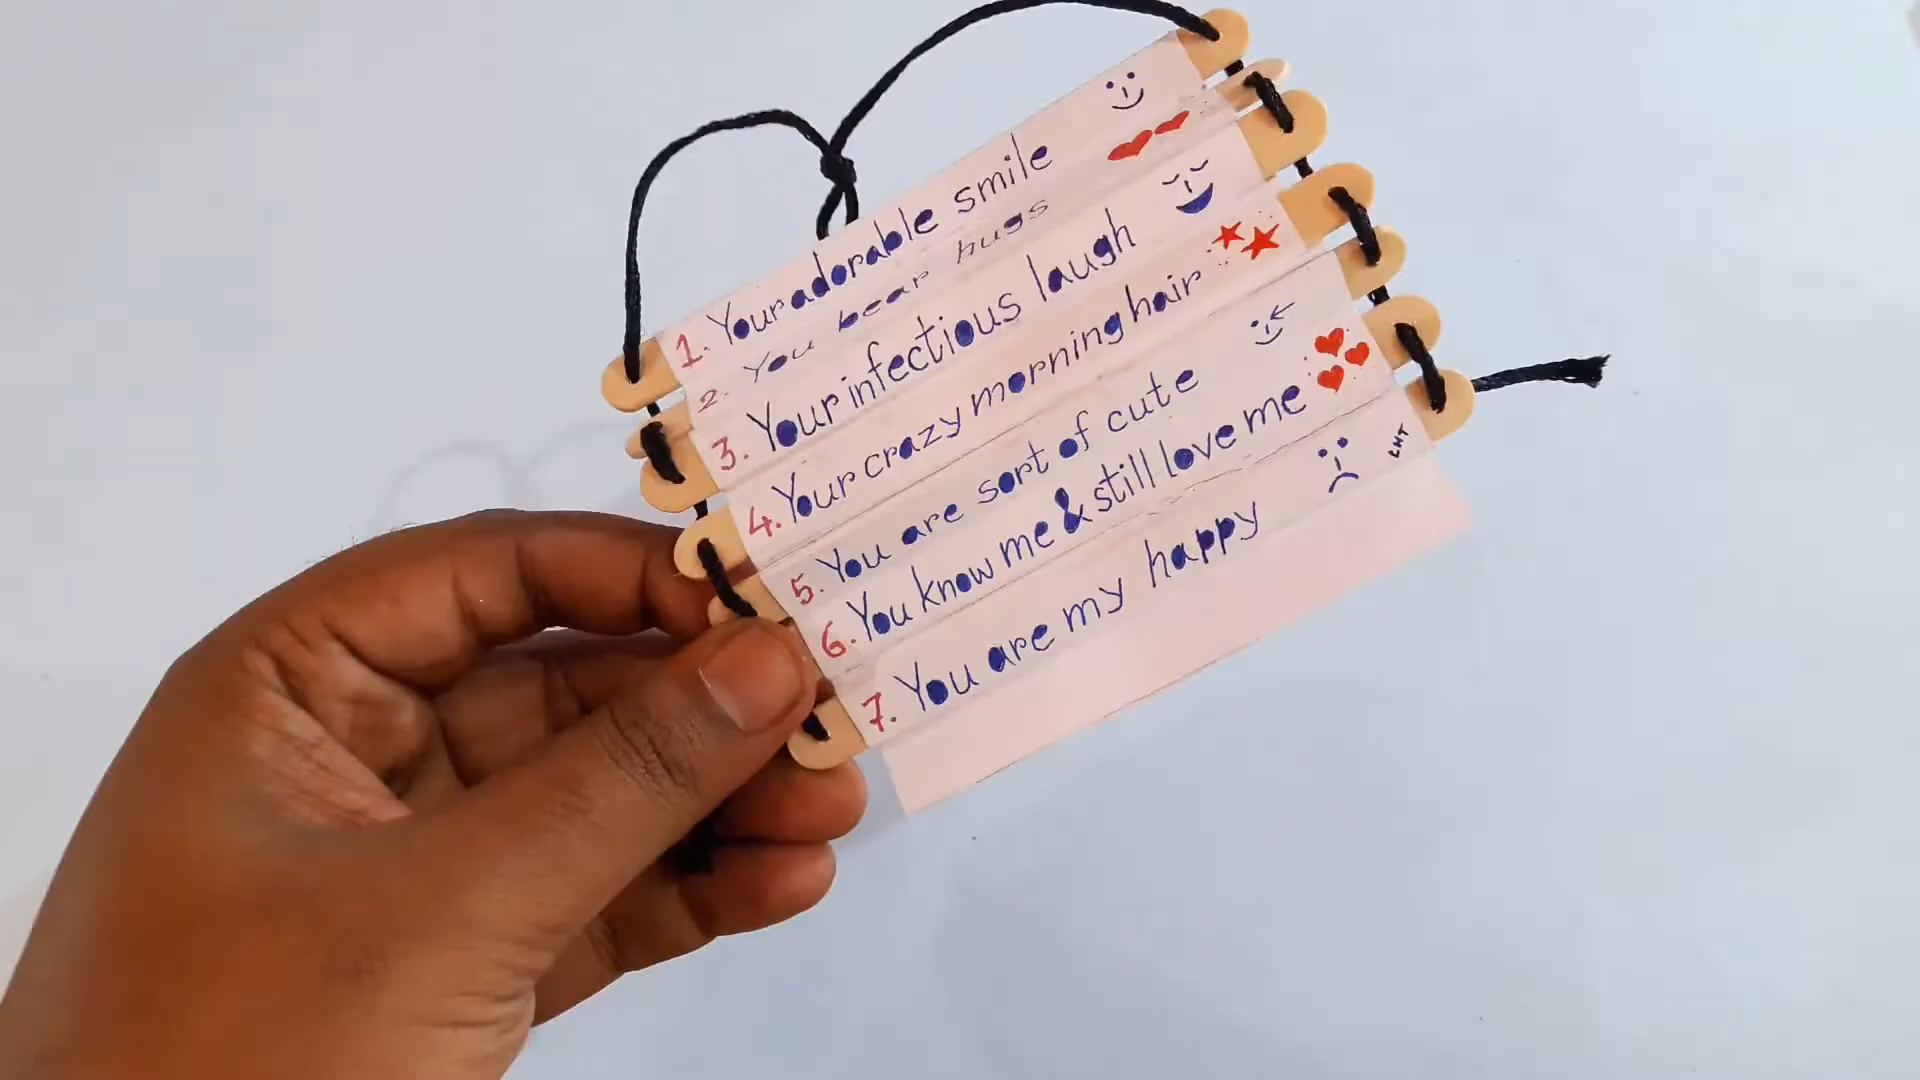 1. Your adorable smile
2. You bear hugs
3. Your infectious laugh
4. Your crazy morning hair
5. You are sort of cute
6. You know me & still love me
7. You are my happy
LHT